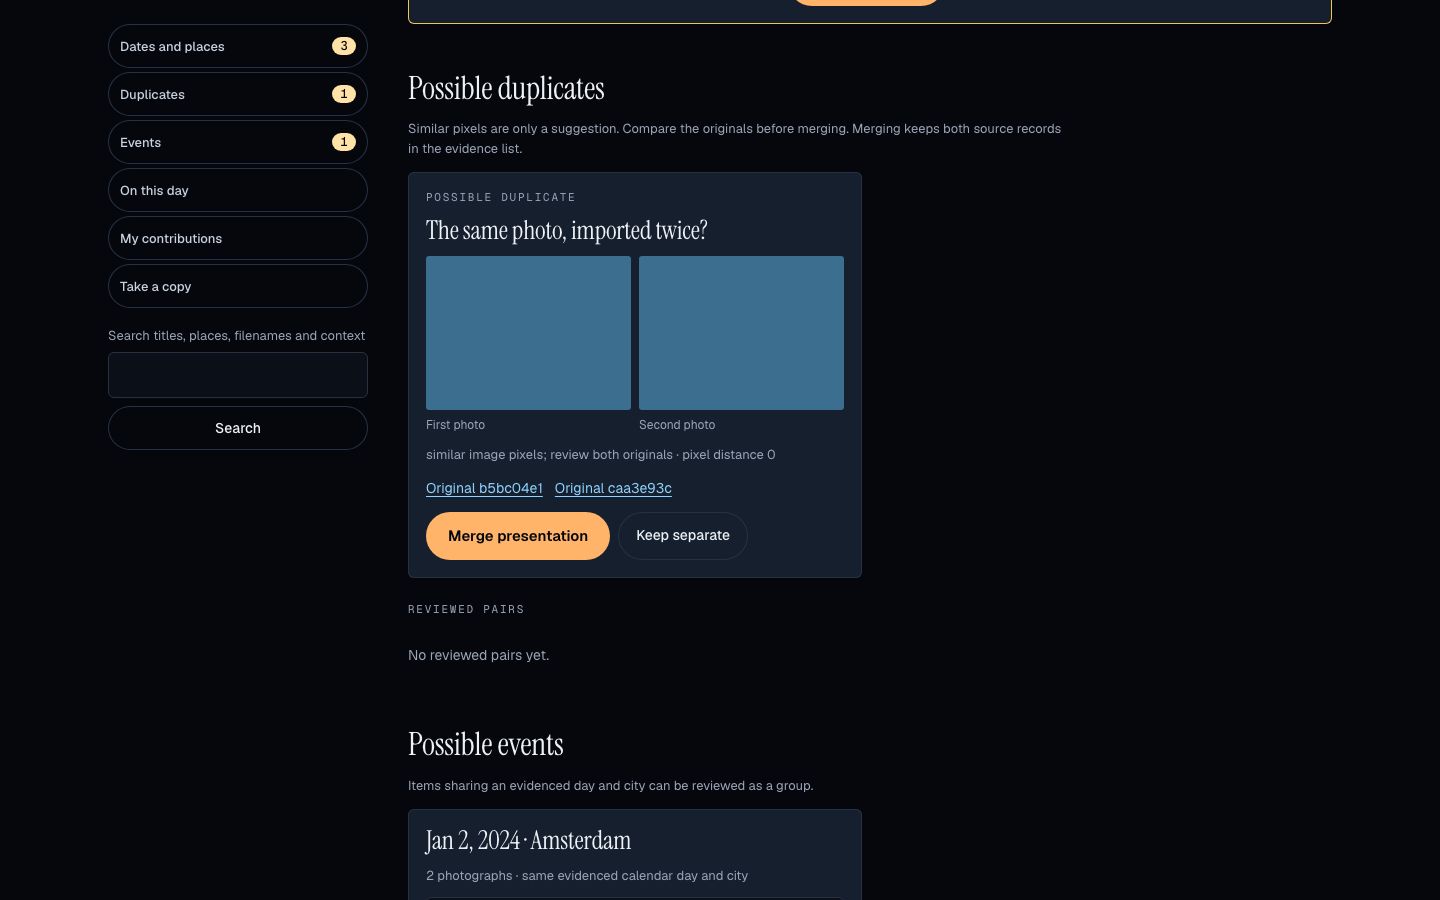 Dates and places 3
Duplicates 1
Events 1
On this day
My contributions
Take a copy
Search titles, places, filenames and context
Search
Possible duplicates
Similar pixels are only a suggestion. Compare the originals before merging. Merging keeps both source records
in the evidence list.
POSSIBLE DUPLICATE
The same photo, imported twice?
First photo Second photo
similar image pixels; review both originals · pixel distance 0
Original b5bc04e1 Original caa3e93c
Merge presentation Keep separate
REVIEWED PAIRS
No reviewed pairs yet.
Possible events
Items sharing an evidenced day and city can be reviewed as a group.
Jan 2, 2024 · Amsterdam
2 photographs · same evidenced calendar day and city